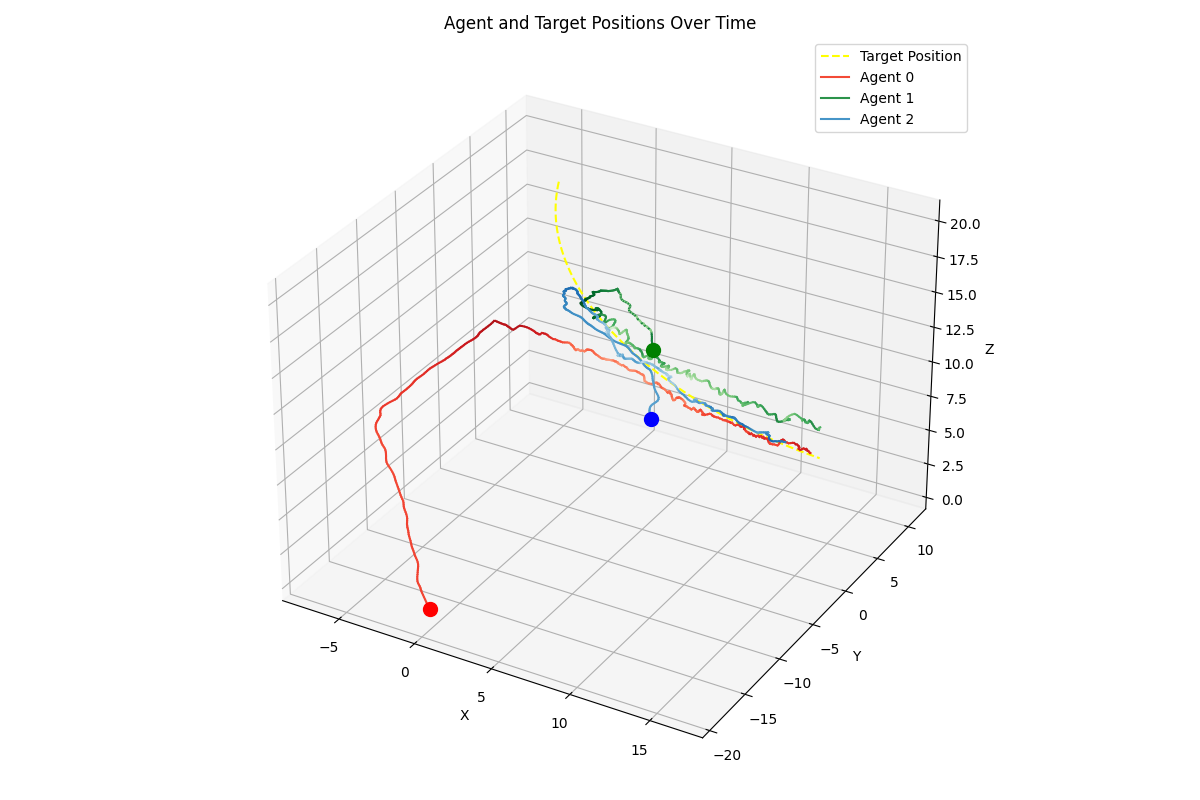 Agent and Target Positions Over Time
Target Position
Agent 0
Agent 1
Agent 2
20.0
17.5
15.0
12.5
10.0
7.5
5.0
2.5
0.0
Z
10
5
0
−5
−10
−15
−20
Y
−5
0
5
10
15
X